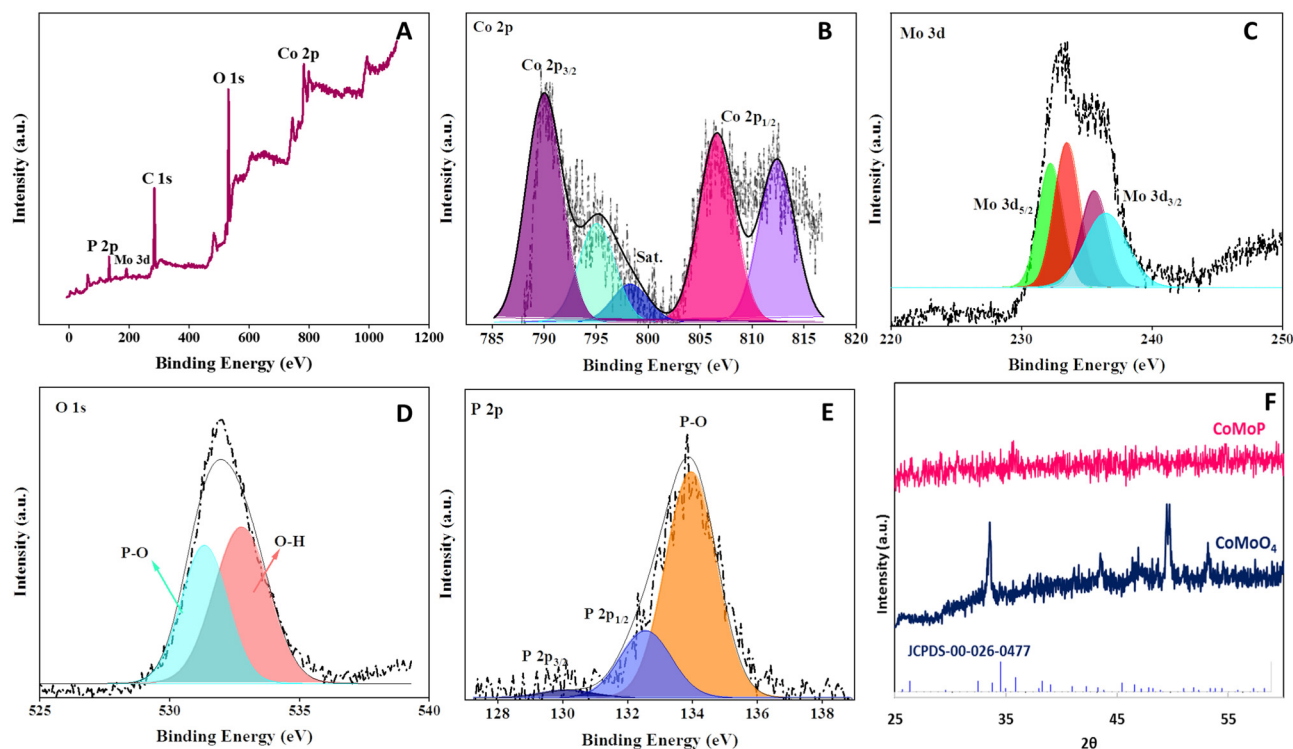 A
Co 2p
O 1s
C 1s
P 2p
Mo 3d
Intensity (a.u.)
0 200 400 600 800 1000 1200
Binding Energy (eV)
Co 2p
B
Co 2p3/2
Co 2p1/2
Sat.
Intensity (a.u.)
785 790 795 800 805 810 815 820
Binding Energy (eV)
Mo 3d
C
Mo 3d5/2
Mo 3d3/2
Intensity (a.u.)
220 230 240 250
Binding Energy (eV)
O 1s
D
P-O
O-H
Intensity (a.u.)
525 530 535 540
Binding Energy (eV)
P 2p
E
P-O
P 2p1/2
P 2p3/2
Intensity (a.u.)
128 130 132 134 136 138
Binding Energy (eV)
F
CoMoP
CoMoO4
JCPDS-00-026-0477
Intensity (a.u.)
25 35 45 55
2θ